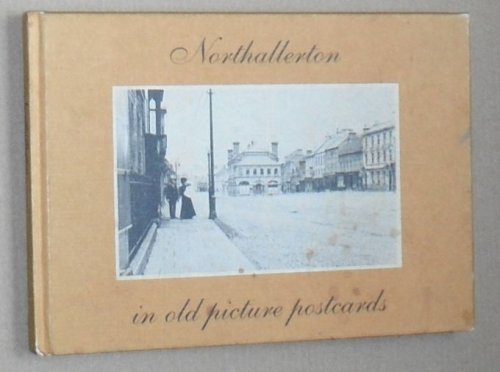 Northallerton
in old picture postcards